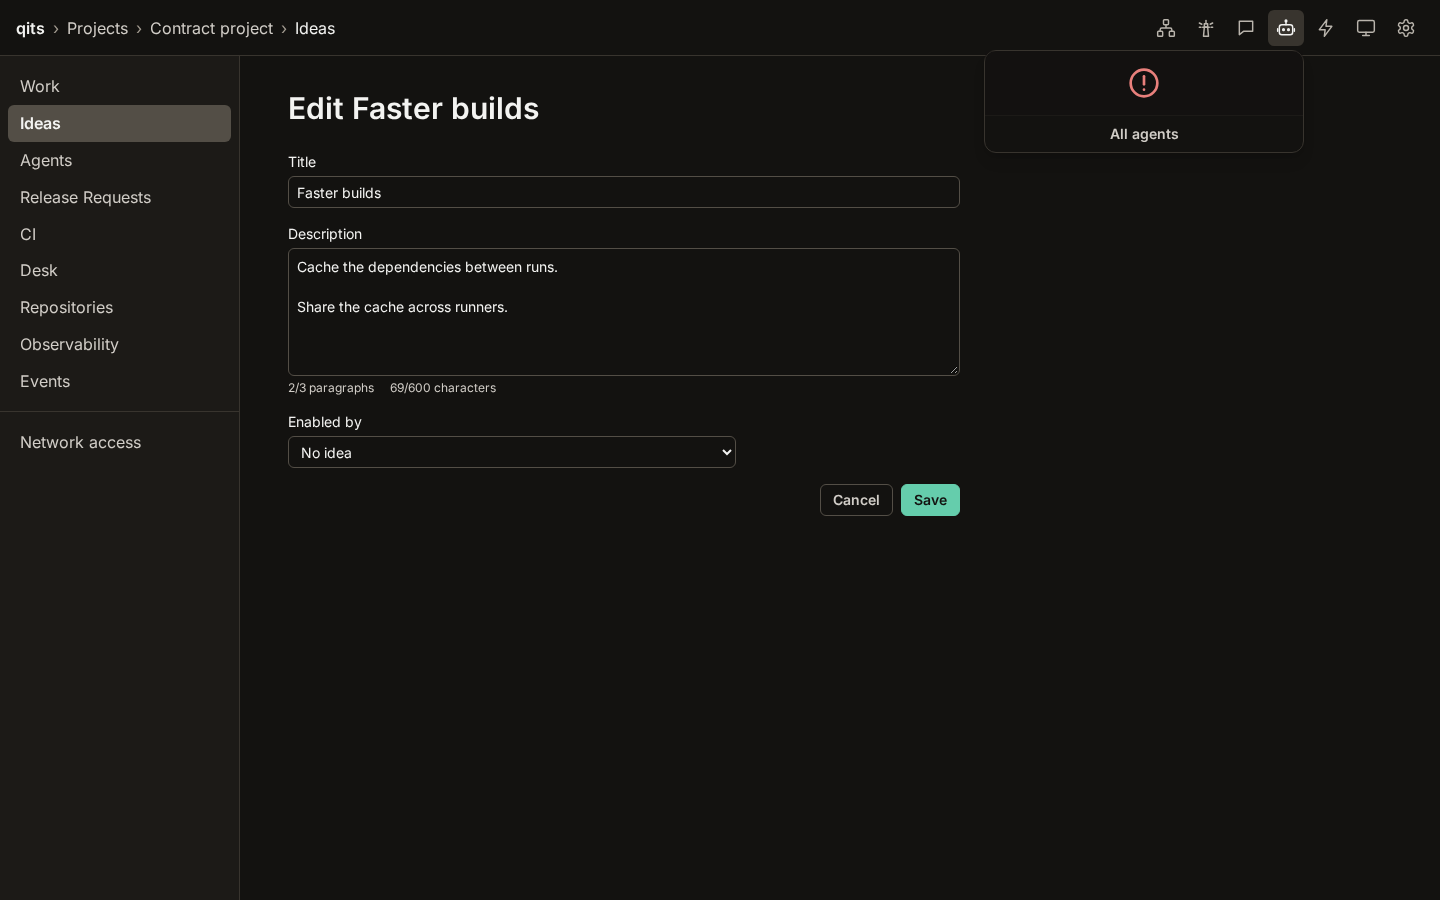 qits › Projects › Contract project › Ideas
All agents
Work
Ideas
Agents
Release Requests
CI
Desk
Repositories
Observability
Events
Network access
Edit Faster builds
Title
Faster builds
Description
Cache the dependencies between runs.
Share the cache across runners.
2/3 paragraphs 69/600 characters
Enabled by
No idea
Cancel Save